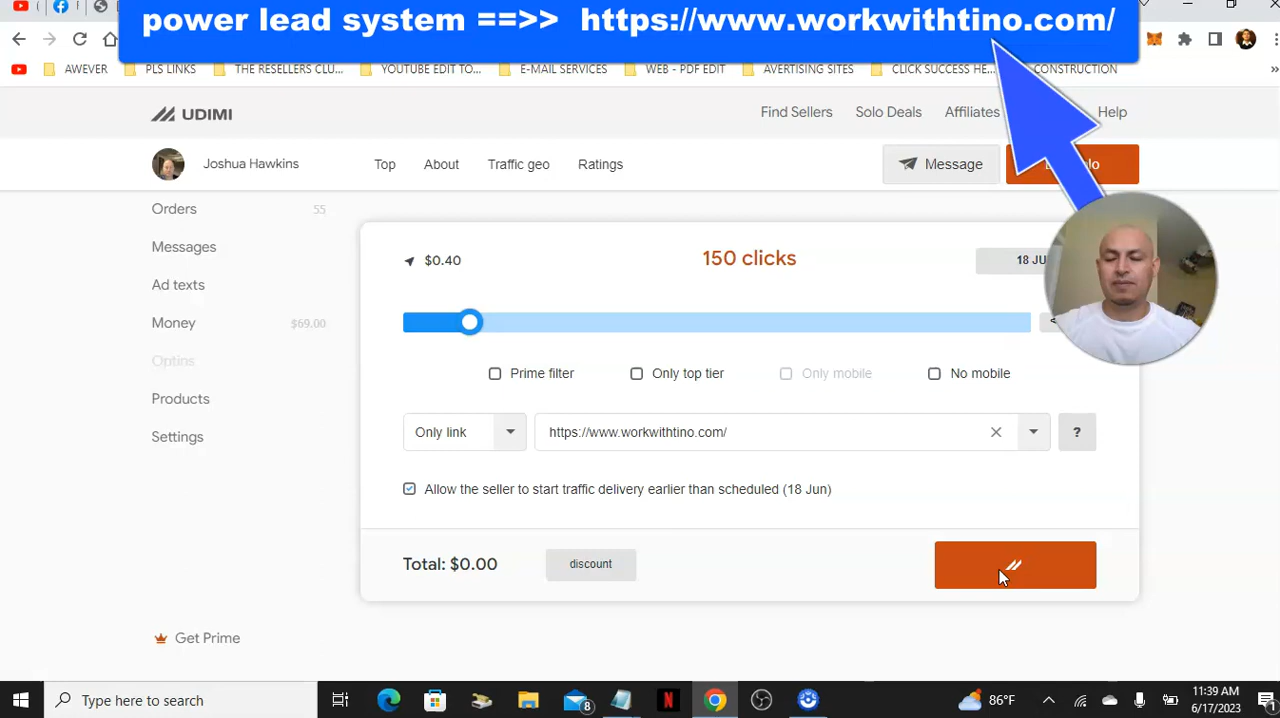 power lead system ==>> https://www.workwithtino.com/
AWEVER PLS LINKS THE RESELLERS CLU... YOUTUBE EDIT TO... E-MAIL SERVICES WEB - PDF EDIT AVERTISING SITES CLICK SUCCESS HE... CONSTRUCTION
UDIMI Find Sellers Solo Deals Affiliates Help
Joshua Hawkins Top About Traffic geo Ratings Message
Orders 55
Messages
Ad texts
Money $69.00
Optins
Products
Settings
Get Prime
$0.40 150 clicks 18 JU
Prime filter Only top tier Only mobile No mobile
Only link https://www.workwithtino.com/ ?
Allow the seller to start traffic delivery earlier than scheduled (18 Jun)
Total: $0.00 discount
Type here to search 8 86°F 11:39 AM
6/17/2023 1